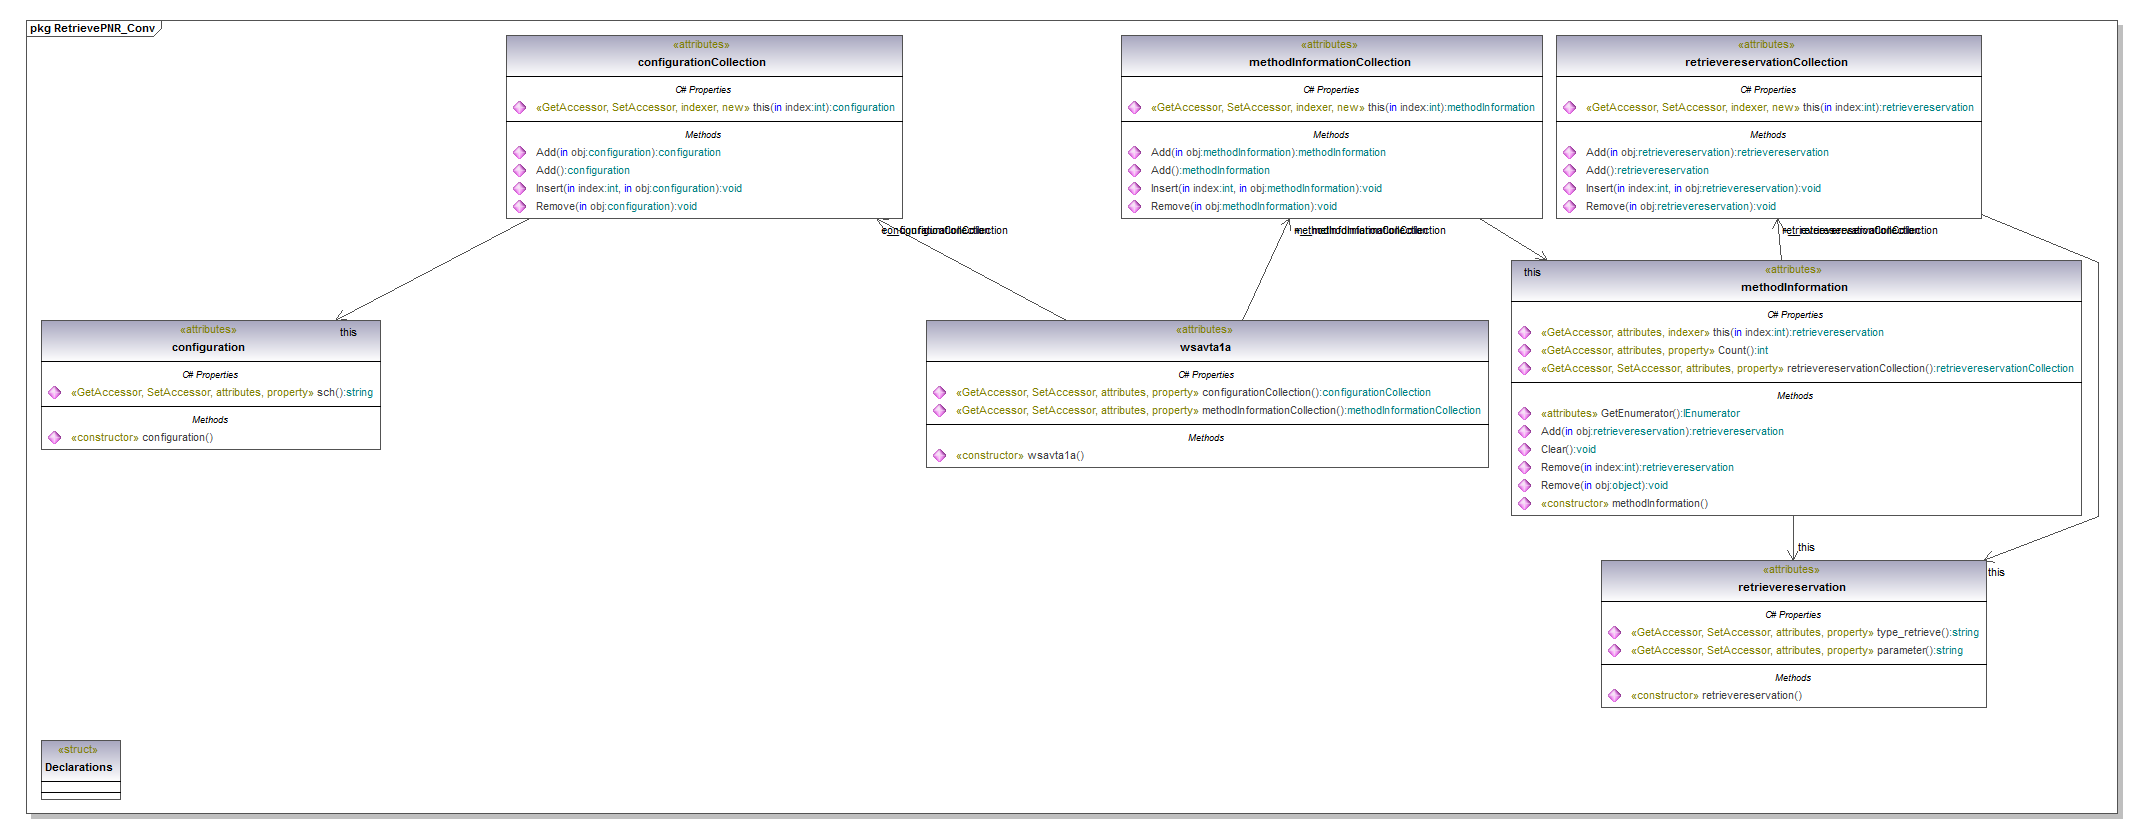 pkg RetrievePNR_Conv
«attributes»
configurationCollection
C# Properties
«GetAccessor, SetAccessor, indexer, new» this(in index:int):configuration
Methods
Add(in obj:configuration):configuration
Add():configuration
Insert(in index:int, in obj:configuration):void
Remove(in obj:configuration):void
«attributes»
methodInformationCollection
C# Properties
«GetAccessor, SetAccessor, indexer, new» this(in index:int):methodInformation
Methods
Add(in obj:methodInformation):methodInformation
Add():methodInformation
Insert(in index:int, in obj:methodInformation):void
Remove(in obj:methodInformation):void
«attributes»
retrievereservationCollection
C# Properties
«GetAccessor, SetAccessor, indexer, new» this(in index:int):retrievereservation
Methods
Add(in obj:retrievereservation):retrievereservation
Add():retrievereservation
Insert(in index:int, in obj:retrievereservation):void
Remove(in obj:retrievereservation):void
this
«attributes»
configuration
C# Properties
«GetAccessor, SetAccessor, attributes, property» sch():string
Methods
«constructor» configuration()
«attributes»
wsavta1a
C# Properties
«GetAccessor, SetAccessor, attributes, property» configurationCollection():configurationCollection
«GetAccessor, SetAccessor, attributes, property» methodInformationCollection():methodInformationCollection
Methods
«constructor» wsavta1a()
this
«attributes»
methodInformation
C# Properties
«GetAccessor, attributes, indexer» this(in index:int):retrievereservation
«GetAccessor, attributes, property» Count():int
«GetAccessor, SetAccessor, attributes, property» retrievereservationCollection():retrievereservationCollection
Methods
«attributes» GetEnumerator():IEnumerator
Add(in obj:retrievereservation):retrievereservation
Clear():void
Remove(in index:int):retrievereservation
Remove(in obj:object):void
«constructor» methodInformation()
this
this
«attributes»
retrievereservation
C# Properties
«GetAccessor, SetAccessor, attributes, property» type_retrieve():string
«GetAccessor, SetAccessor, attributes, property» parameter():string
Methods
«constructor» retrievereservation()
«struct»
Declarations